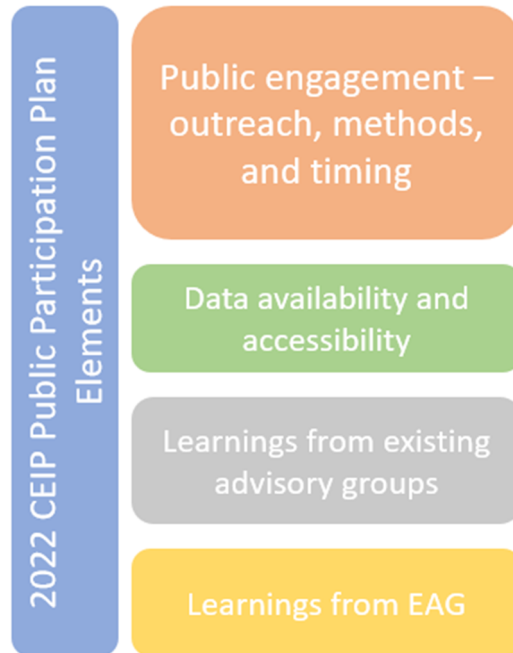 2022 CEIP Public Participation Plan
Elements
Public engagement –
outreach, methods,
and timing
Data availability and
accessibility
Learnings from existing
advisory groups
Learnings from EAG